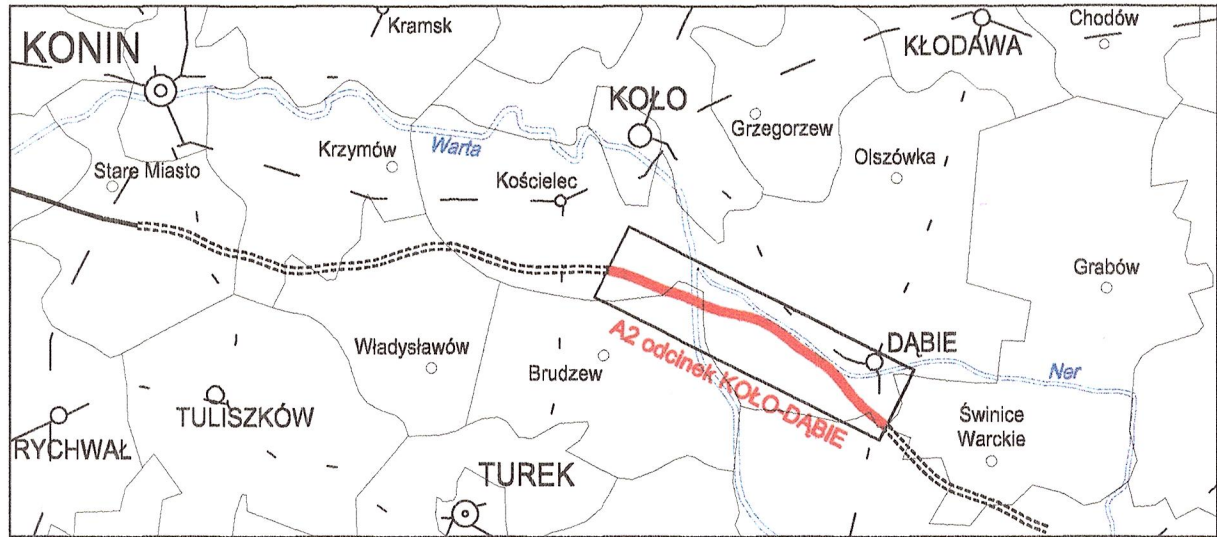 Kramsk
Chodów
KONIN
KŁODAWA
KOŁO
Grzegorzew
Warta
Krzymów
Olszówka
Stare Miasto
Kościelec
Grabów
DĄBIE
Władysławów
A2 odcinek KOŁO-DĄBIE
Brudzew
Ner
TULISZKÓW
Świnice
Warckie
RYCHWAŁ
TUREK